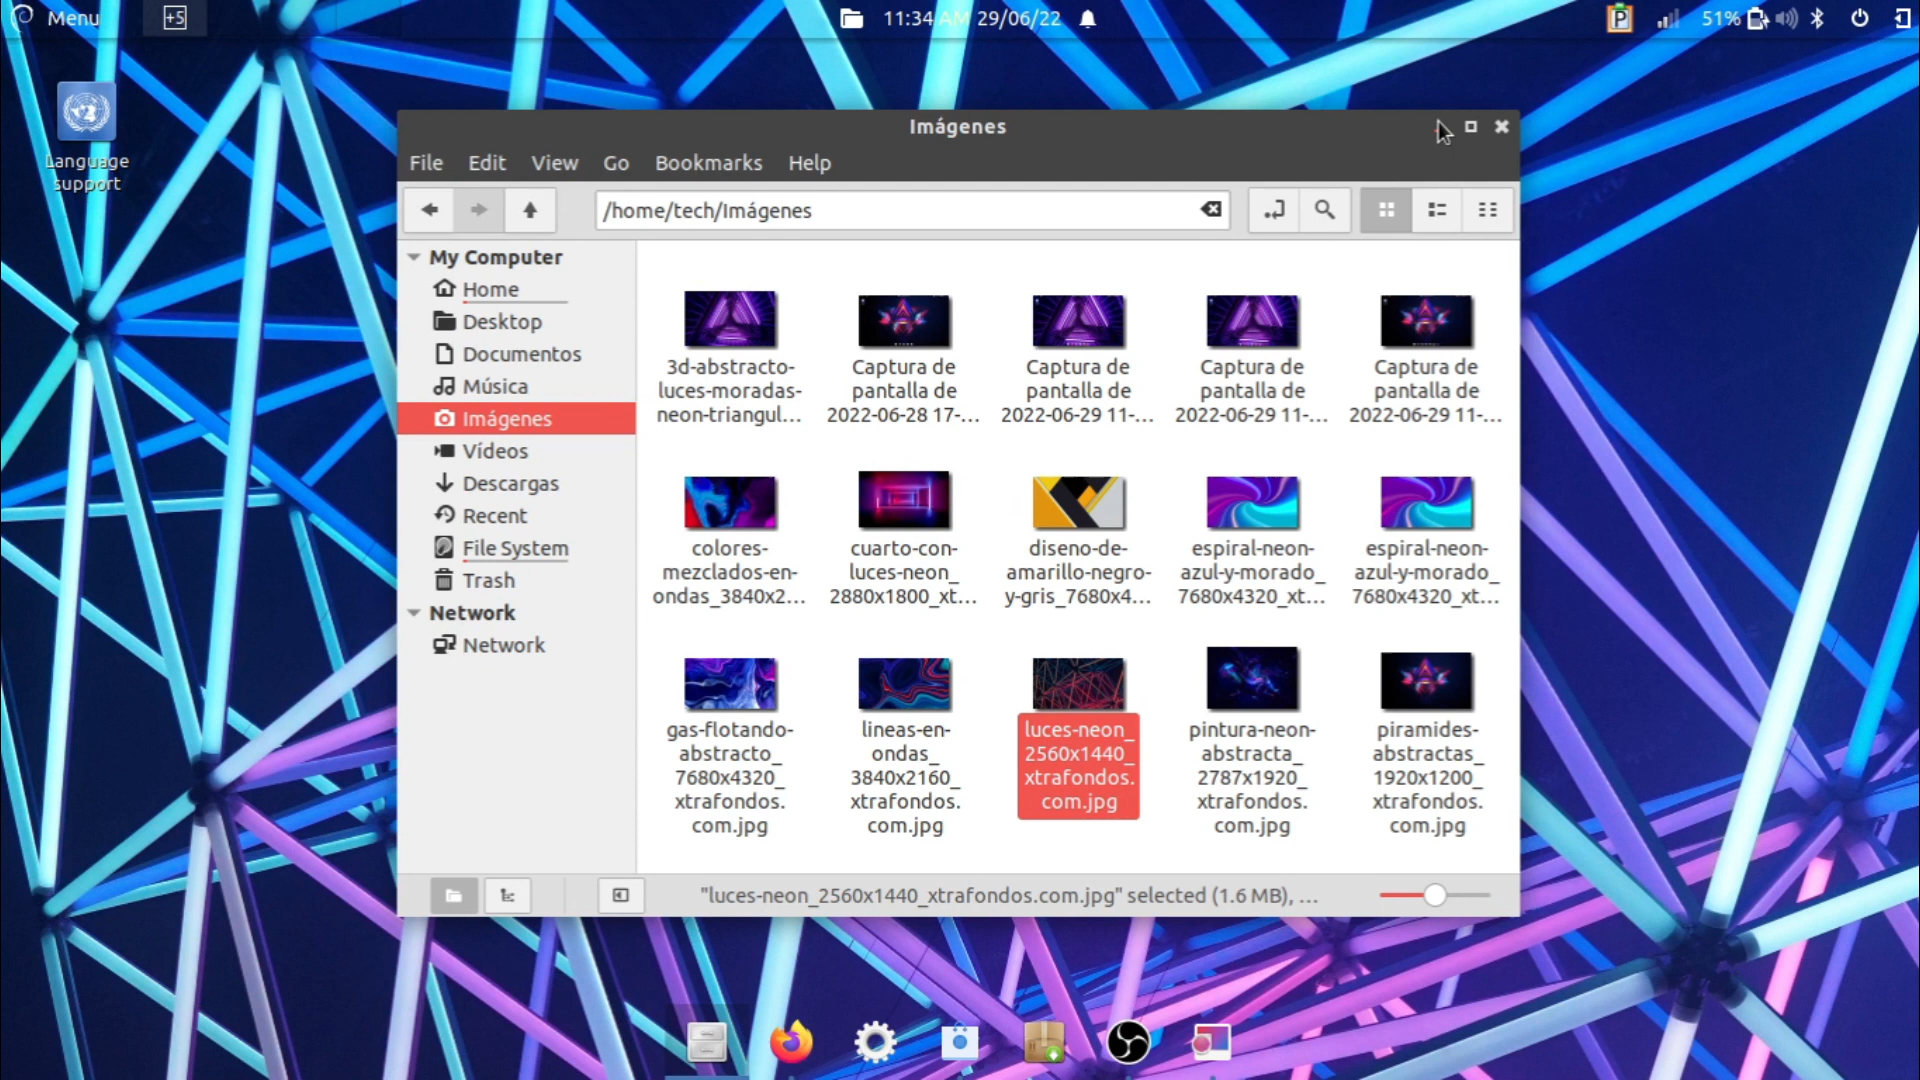 Menu
+5
11:34 AM 29/06/22
51%
Language
support
Imágenes
File Edit View Go Bookmarks Help
/home/tech/Imágenes
My Computer
Home
Desktop
Documentos
Música
Imágenes
Vídeos
Descargas
Recent
File System
Trash
Network
Network
3d-abstracto-
luces-moradas-
neon-triangul...
Captura de
pantalla de
2022-06-28 17-...
Captura de
pantalla de
2022-06-29 11-...
Captura de
pantalla de
2022-06-29 11-...
Captura de
pantalla de
2022-06-29 11-...
colores-
mezclados-en-
ondas_3840x2...
cuarto-con-
luces-neon_
2880x1800_xt...
diseno-de-
amarillo-negro-
y-gris_7680x4...
espiral-neon-
azul-y-morado_
7680x4320_xt...
espiral-neon-
azul-y-morado_
7680x4320_xt...
gas-flotando-
abstracto_
7680x4320_
xtrafondos.
com.jpg
lineas-en-
ondas_
3840x2160_
xtrafondos.
com.jpg
luces-neon_
2560x1440_
xtrafondos.
com.jpg
pintura-neon-
abstracta_
2787x1920_
xtrafondos.
com.jpg
piramides-
abstractas_
1920x1200_
xtrafondos.
com.jpg
"luces-neon_2560x1440_xtrafondos.com.jpg" selected (1.6 MB), ...